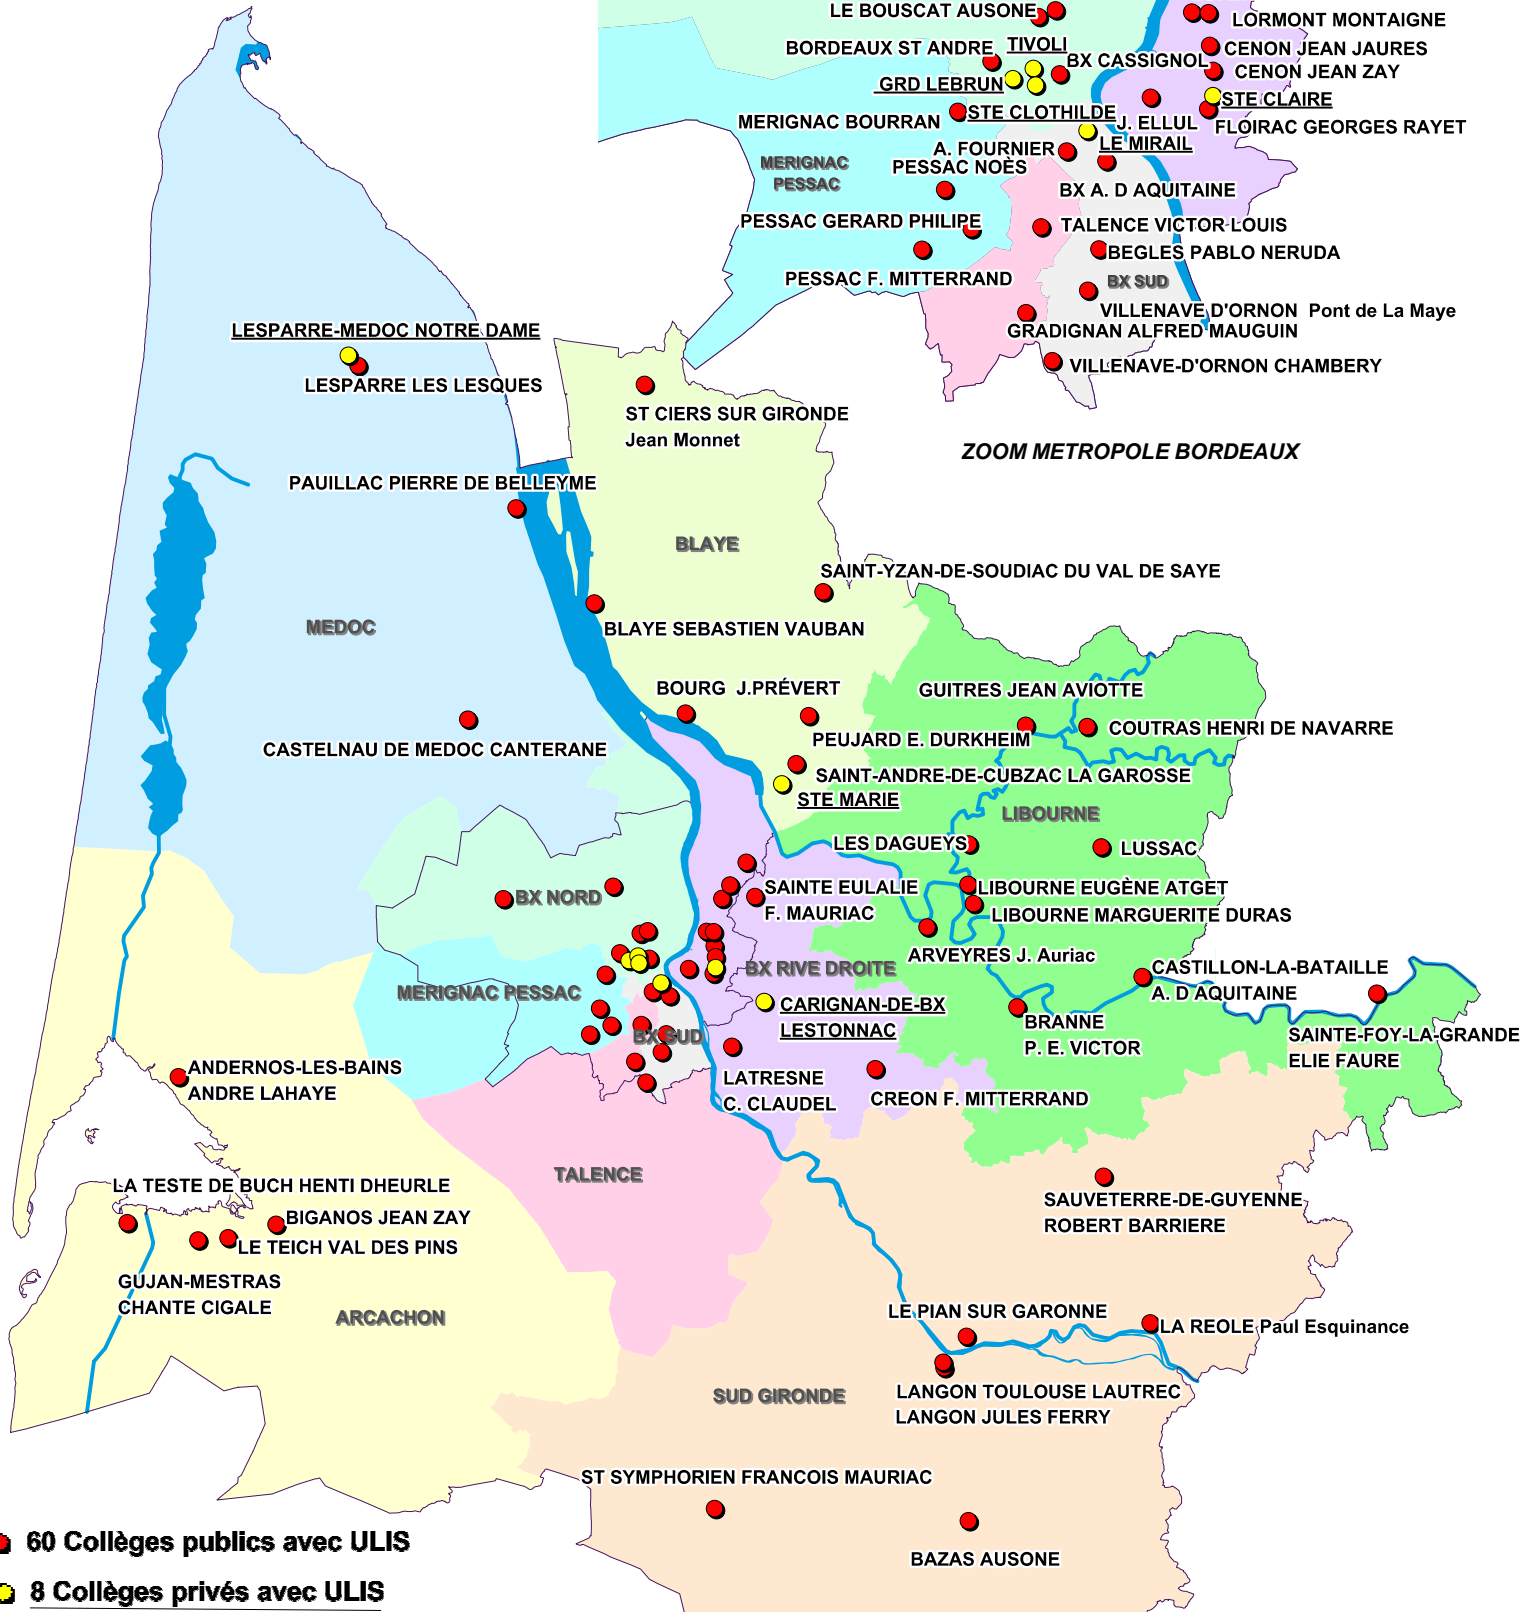 LE BOUSCAT AUSONE
LORMONT MONTAIGNE
BORDEAUX ST ANDRE
TIVOLI
CENON JEAN JAURES
BX CASSIGNOL
CENON JEAN ZAY
GRD LEBRUN
STE CLAIRE
STE CLOTHILDE
MERIGNAC BOURRAN
J. ELLUL
FLOIRAC GEORGES RAYET
A. FOURNIER
LE MIRAIL
MERIGNAC
PESSAC
PESSAC NOÈS
BX A. D AQUITAINE
PESSAC GERARD PHILIPE
TALENCE VICTOR LOUIS
BEGLES PABLO NERUDA
PESSAC F. MITTERRAND
BX SUD
VILLENAVE D'ORNON Pont de La Maye
GRADIGNAN ALFRED MAUGUIN
VILLENAVE-D'ORNON CHAMBERY
ZOOM METROPOLE BORDEAUX
LESPARRE-MEDOC NOTRE DAME
LESPARRE LES LESQUES
ST CIERS SUR GIRONDE
Jean Monnet
PAUILLAC PIERRE DE BELLEYME
BLAYE
SAINT-YZAN-DE-SOUDIAC DU VAL DE SAYE
MEDOC
BLAYE SEBASTIEN VAUBAN
BOURG J.PRÉVERT
GUITRES JEAN AVIOTTE
COUTRAS HENRI DE NAVARRE
PEUJARD E. DURKHEIM
CASTELNAU DE MEDOC CANTERANE
SAINT-ANDRE-DE-CUBZAC LA GAROSSE
STE MARIE
LIBOURNE
LES DAGUEYS
LUSSAC
BX NORD
SAINTE EULALIE
F. MAURIAC
LIBOURNE EUGÈNE ATGET
LIBOURNE MARGUERITE DURAS
ARVEYRES J. Auriac
BX RIVE DROITE
CASTILLON-LA-BATAILLE
A. D AQUITAINE
MERIGNAC PESSAC
CARIGNAN-DE-BX
LESTONNAC
BRANNE
P. E. VICTOR
SAINTE-FOY-LA-GRANDE
ELIE FAURE
BX SUD
ANDERNOS-LES-BAINS
ANDRE LAHAYE
LATRESNE
C. CLAUDEL
CREON F. MITTERRAND
TALENCE
LA TESTE DE BUCH HENTI DHEURLE
SAUVETERRE-DE-GUYENNE
ROBERT BARRIERE
BIGANOS JEAN ZAY
LE TEICH VAL DES PINS
GUJAN-MESTRAS
CHANTE CIGALE
ARCACHON
LE PIAN SUR GARONNE
LA REOLE Paul Esquinance
SUD GIRONDE
LANGON TOULOUSE LAUTREC
LANGON JULES FERRY
ST SYMPHORIEN FRANCOIS MAURIAC
BAZAS AUSONE
60 Collèges publics avec ULIS
8 Collèges privés avec ULIS